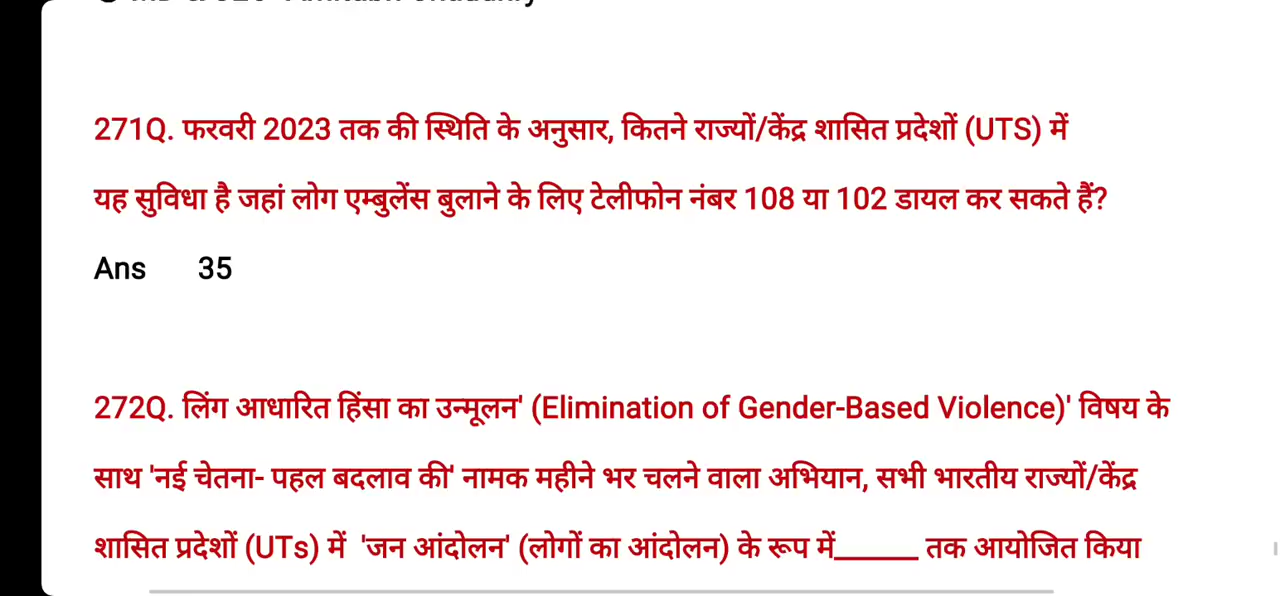 271Q. फरवरी 2023 तक की स्थिति के अनुसार, कितने राज्यों/केंद्र शासित प्रदेशों (UTS) में
यह सुविधा है जहां लोग एम्बुलेंस बुलाने के लिए टेलीफोन नंबर 108 या 102 डायल कर सकते हैं?
Ans 35
272Q. लिंग आधारित हिंसा का उन्मूलन' (Elimination of Gender-Based Violence)' विषय के
साथ 'नई चेतना- पहल बदलाव की' नामक महीने भर चलने वाला अभियान, सभी भारतीय राज्यों/केंद्र
शासित प्रदेशों (UTs) में 'जन आंदोलन' (लोगों का आंदोलन) के रूप में______ तक आयोजित किया